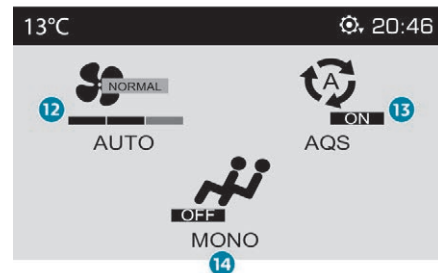 13°C 20:46
NORMAL
12
A
ON 13
AUTO AQS
OFF
MONO
14